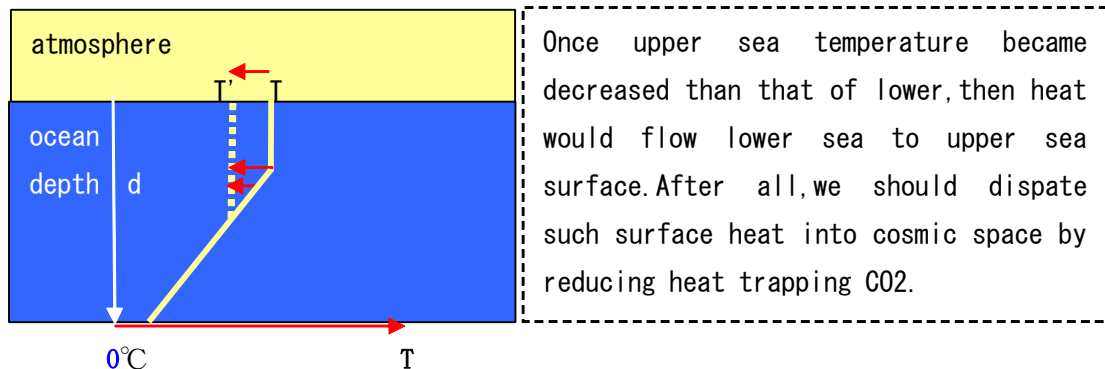 atmosphere
T' T
ocean
depth d
0℃ T
Once upper sea temperature became
decreased than that of lower,then heat
would flow lower sea to upper sea
surface.After all,we should dispate
such surface heat into cosmic space by
reducing heat trapping CO2.